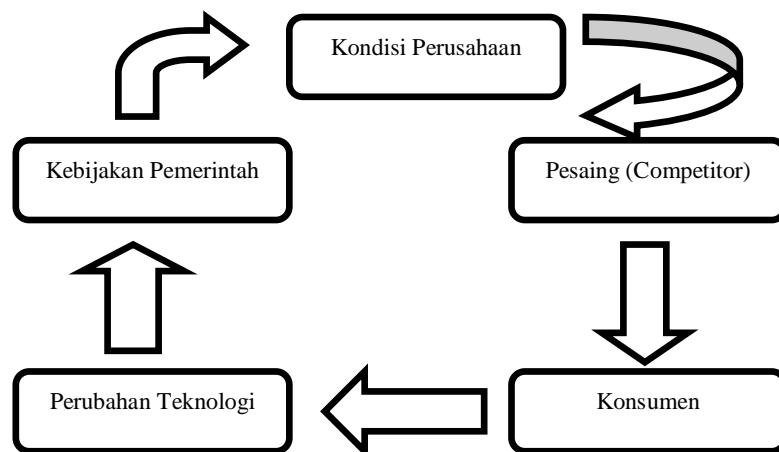 Kondisi Perusahaan
Kebijakan Pemerintah
Pesaing (Competitor)
Perubahan Teknologi
Konsumen